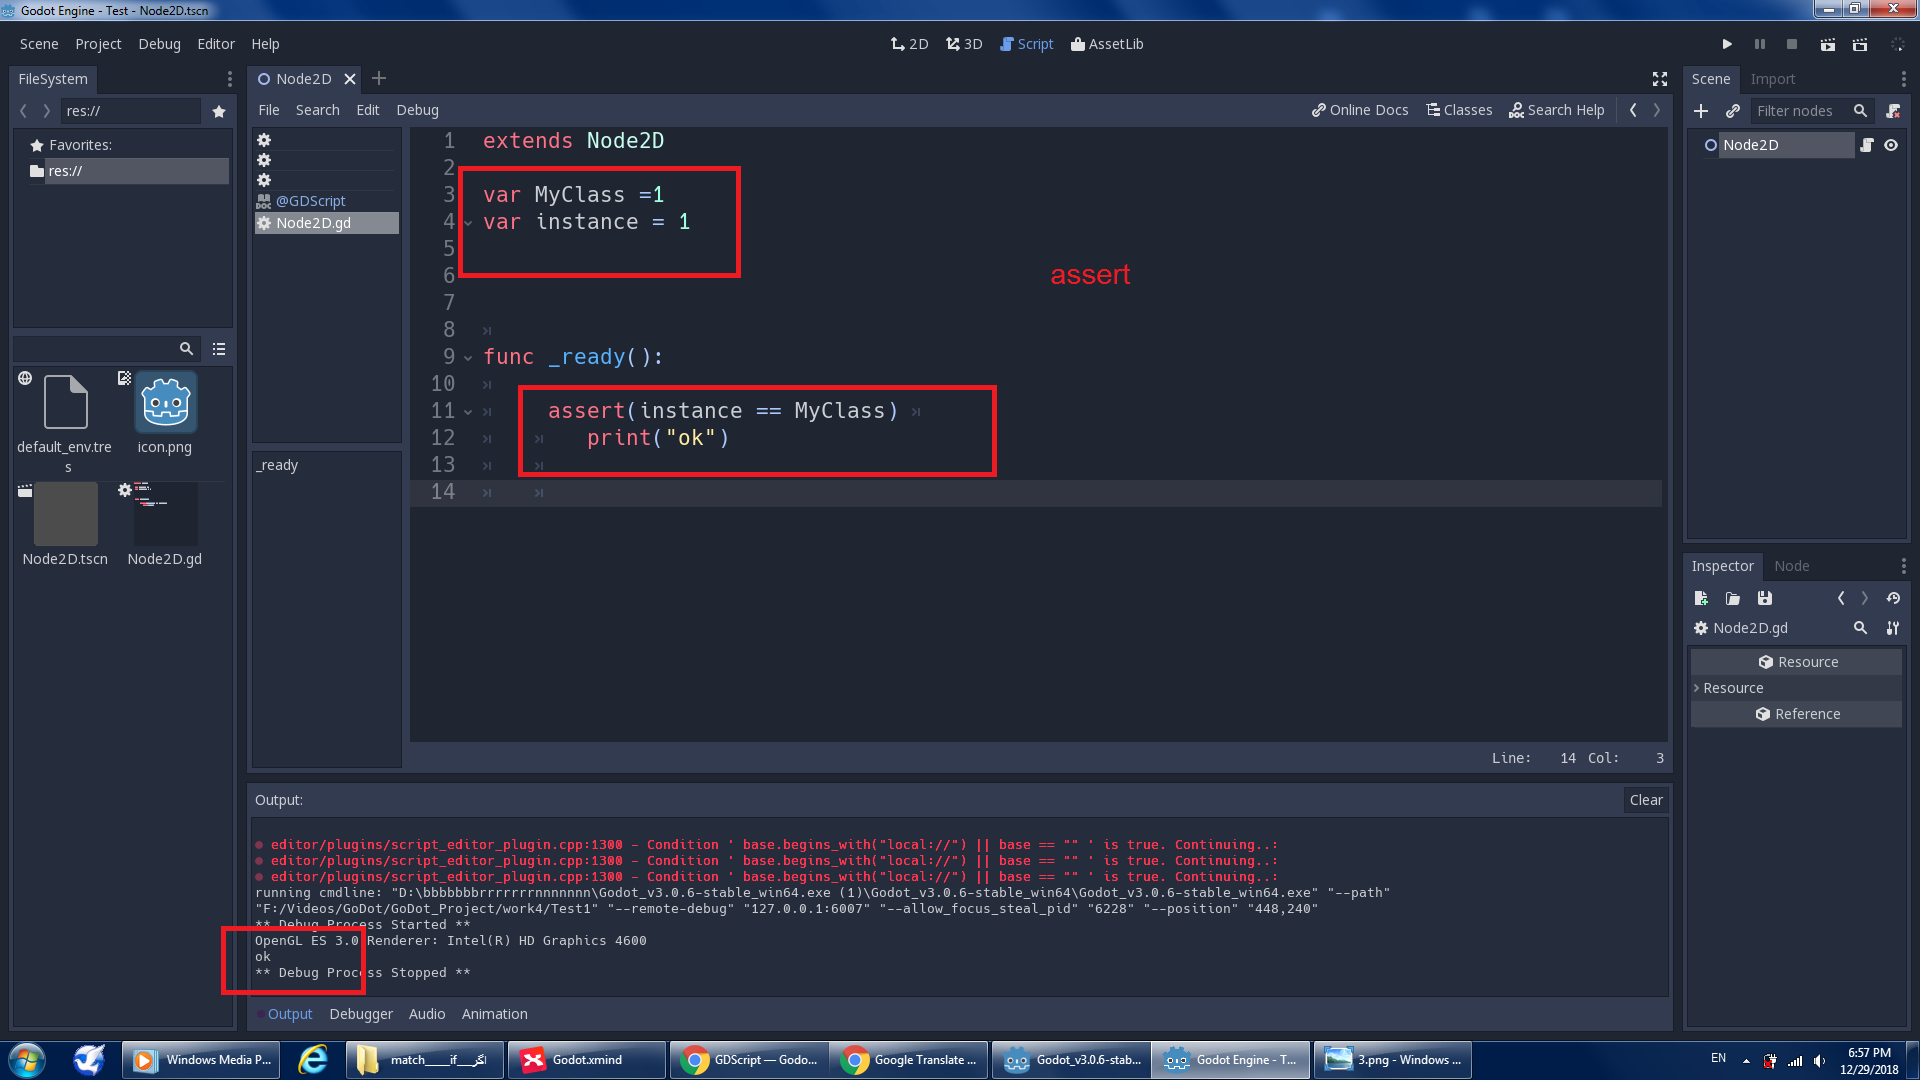 Godot Engine - Test - Node2D.tscn
Scene Project Debug Editor Help
2D 3D Script AssetLib
FileSystem
res://
Favorites:
res://
default_env.tre
s
icon.png
Node2D.tscn
Node2D.gd
Node2D
File Search Edit Debug
Online Docs Classes Search Help
@GDScript
Node2D.gd
_ready
1 extends Node2D
2
3 var MyClass =1
4 var instance = 1
5
6
7
8
9 func _ready():
10
11 assert(instance == MyClass)
12 print("ok")
13
14
assert
Line: 14 Col: 3
Output:
Clear
editor/plugins/script_editor_plugin.cpp:1300 - Condition ' base.begins_with("local://") || base == "" ' is true. Continuing..:
editor/plugins/script_editor_plugin.cpp:1300 - Condition ' base.begins_with("local://") || base == "" ' is true. Continuing..:
editor/plugins/script_editor_plugin.cpp:1300 - Condition ' base.begins_with("local://") || base == "" ' is true. Continuing..:
running cmdline: "D:\bbbbbbbrrrrrrrnnnnnnn\Godot_v3.0.6-stable_win64.exe (1)\Godot_v3.0.6-stable_win64\Godot_v3.0.6-stable_win64.exe" "--path"
"F:/Videos/GoDot/GoDot_Project/work4/Test1" "--remote-debug" "127.0.0.1:6007" "--allow_focus_steal_pid" "6228" "--position" "448,240"
** Debug Process Started **
OpenGL ES 3.0 Renderer: Intel(R) HD Graphics 4600
ok
** Debug Process Stopped **
Output Debugger Audio Animation
Scene Import
Filter nodes
Node2D
Inspector Node
Node2D.gd
Resource
Resource
Reference
Windows Media P...
match____if___اگر
Godot.xmind
GDScript — Godo...
Google Translate ...
Godot_v3.0.6-stab...
Godot Engine - T...
3.png - Windows ...
EN
6:57 PM
12/29/2018